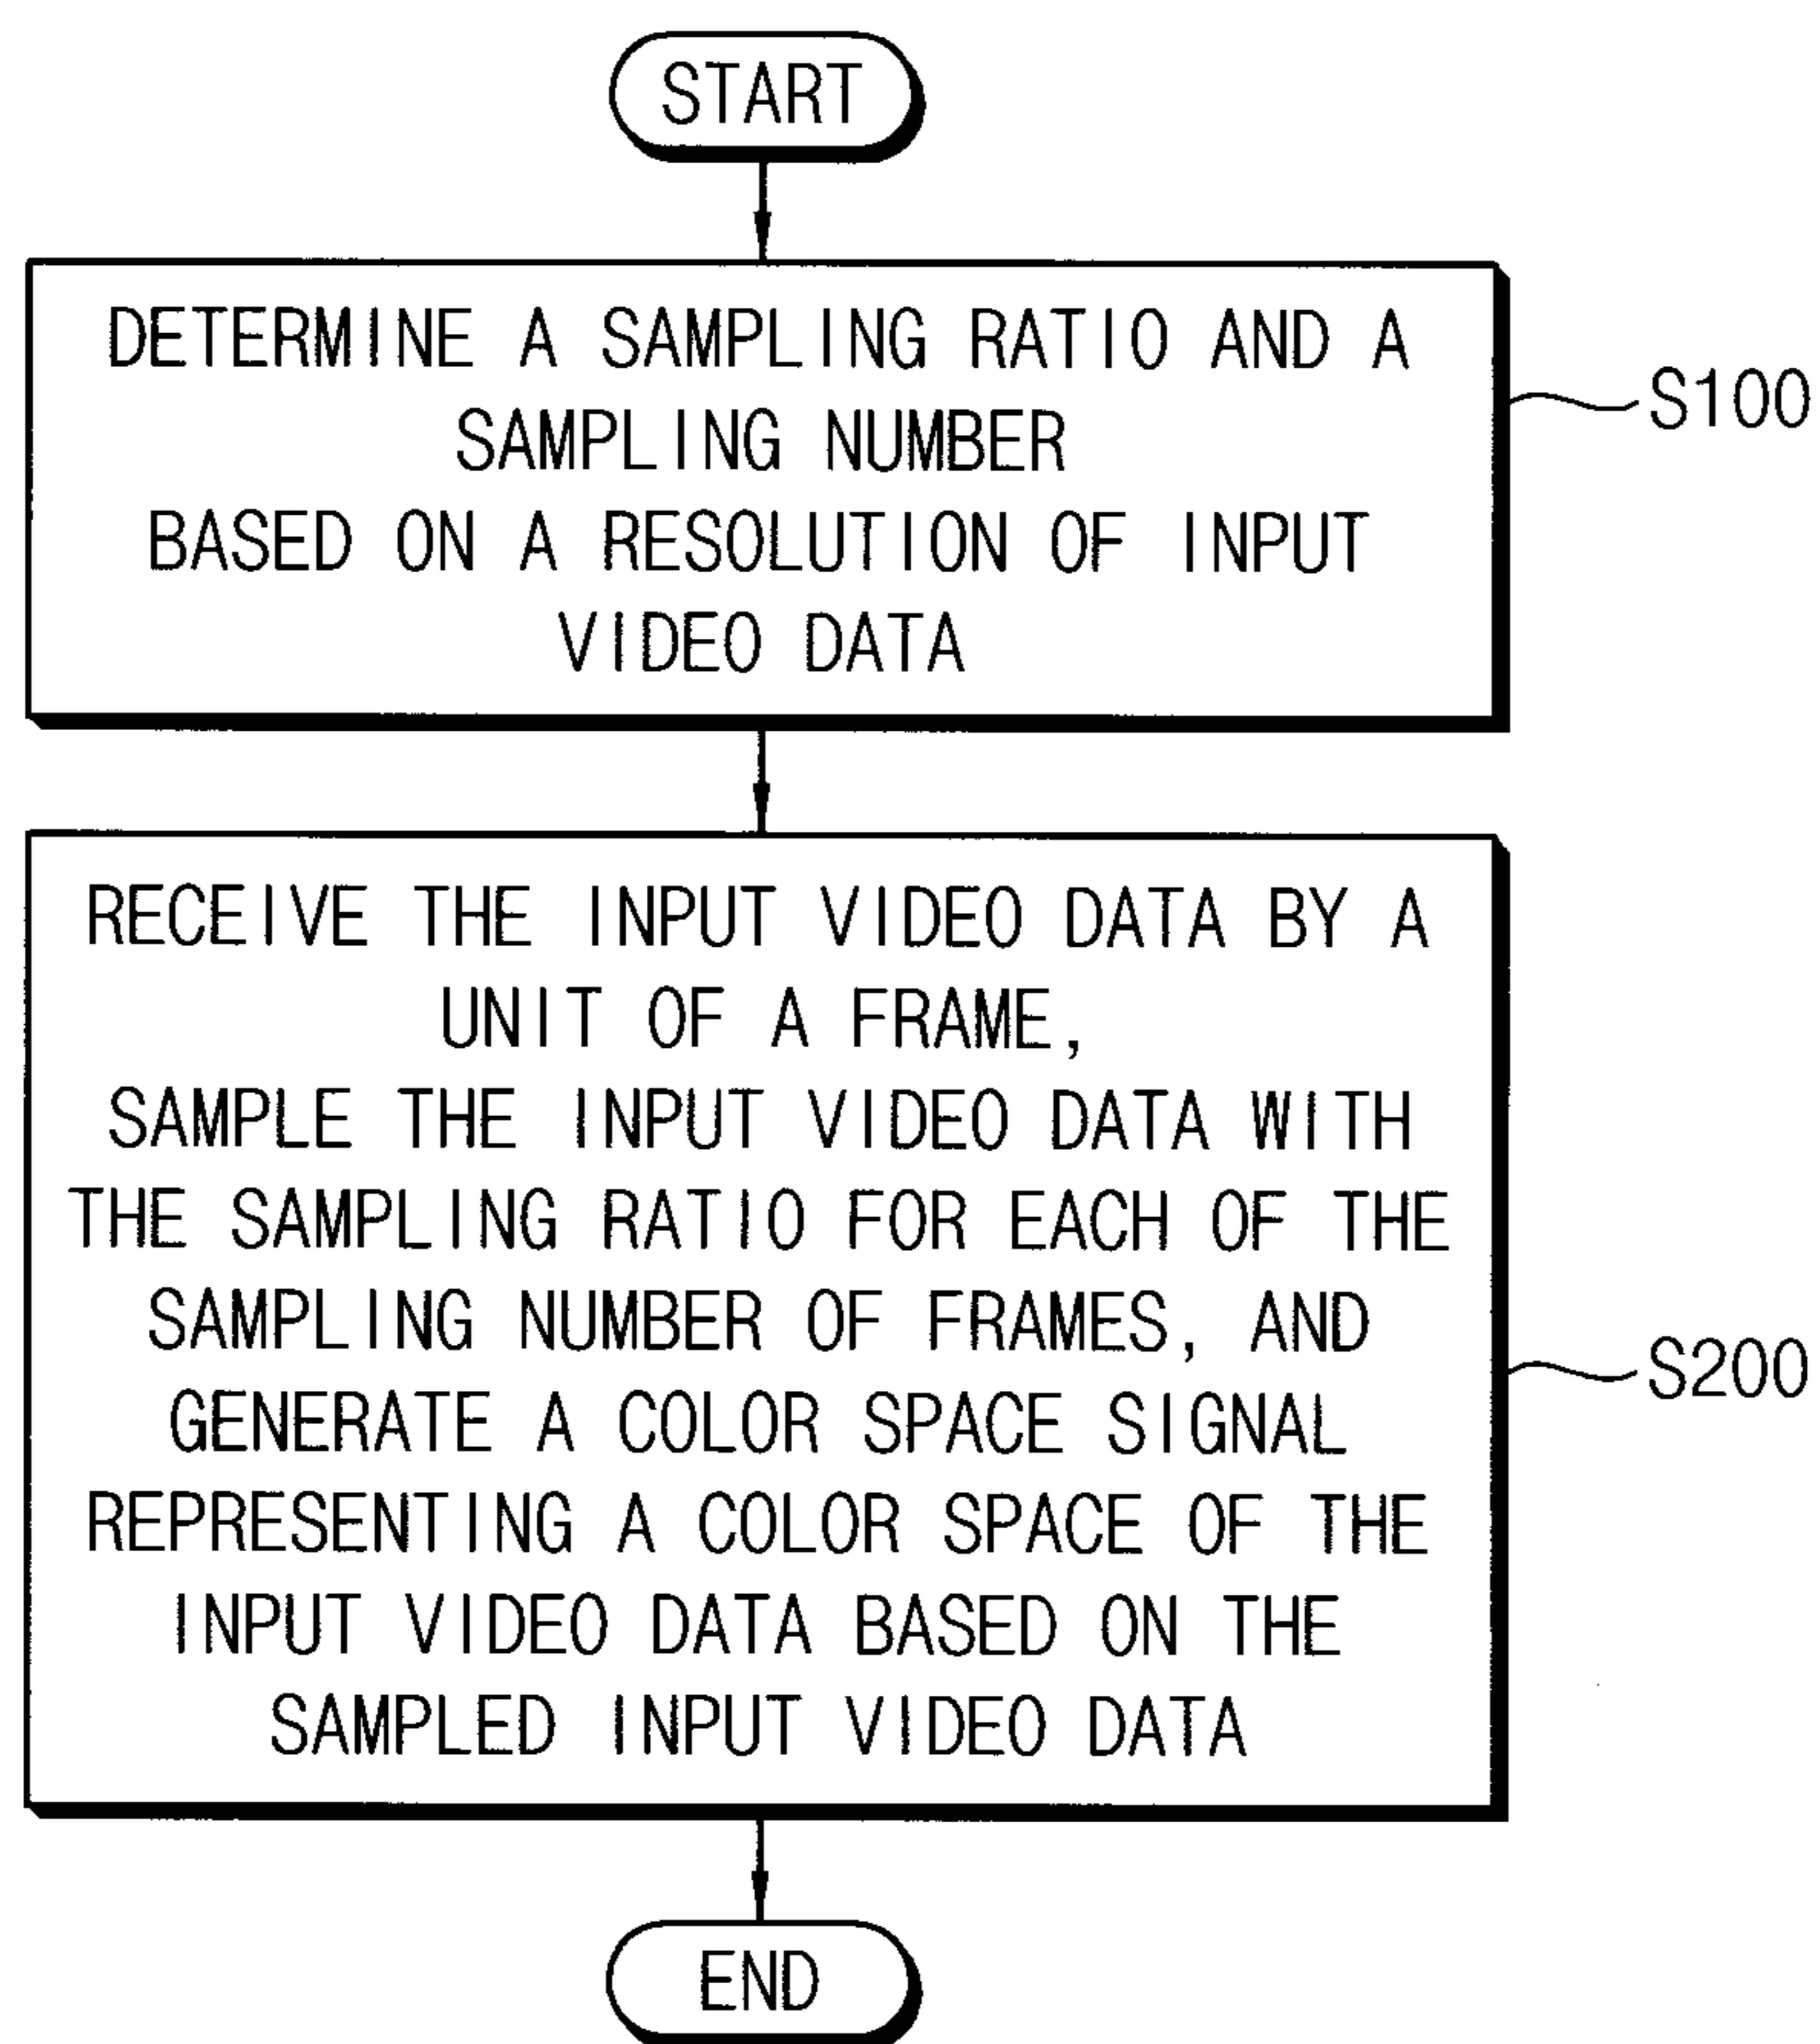 START
DETERMINE A SAMPLING RATIO AND A
SAMPLING NUMBER
BASED ON A RESOLUTION OF INPUT
VIDEO DATA
S100
RECEIVE THE INPUT VIDEO DATA BY A
UNIT OF A FRAME,
SAMPLE THE INPUT VIDEO DATA WITH
THE SAMPLING RATIO FOR EACH OF THE
SAMPLING NUMBER OF FRAMES, AND
GENERATE A COLOR SPACE SIGNAL
REPRESENTING A COLOR SPACE OF THE
INPUT VIDEO DATA BASED ON THE
SAMPLED INPUT VIDEO DATA
S200
END